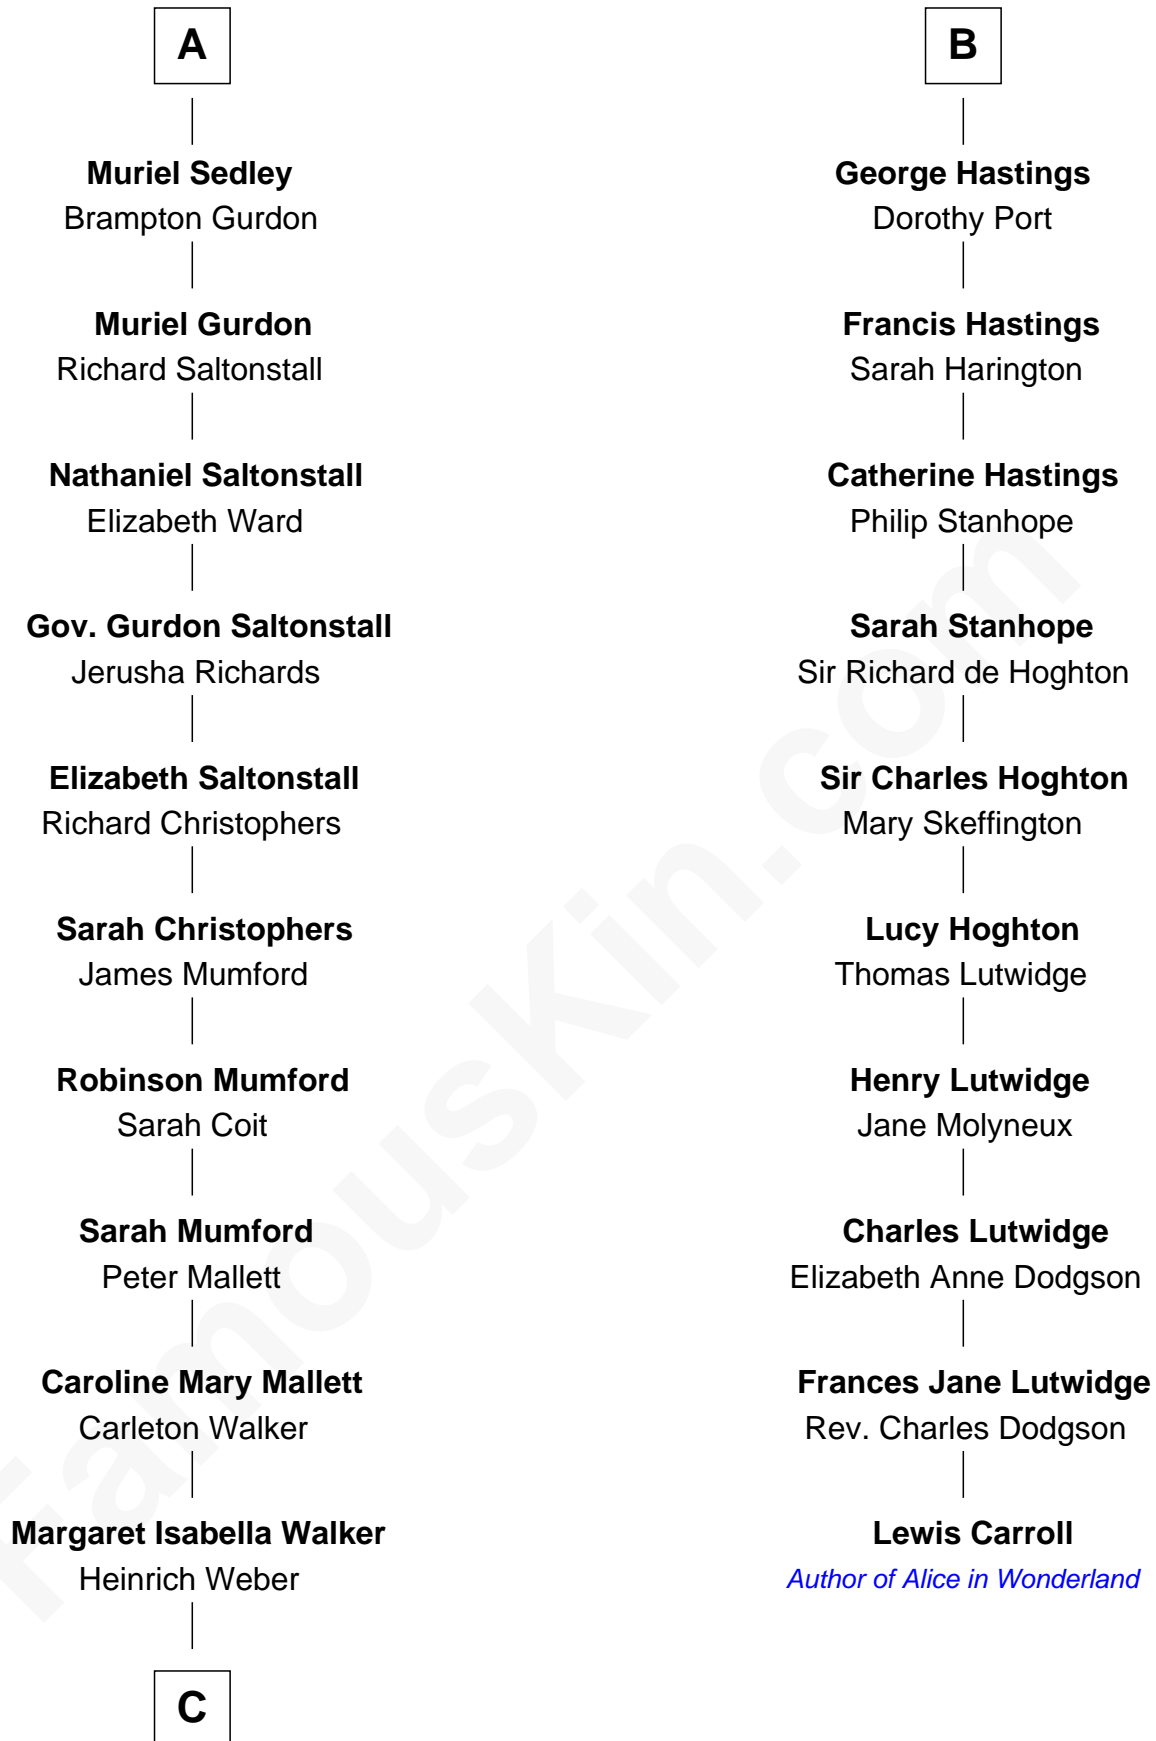 A
Muriel Sedley
Brampton Gurdon
Muriel Gurdon
Richard Saltonstall
Nathaniel Saltonstall
Elizabeth Ward
Gov. Gurdon Saltonstall
Jerusha Richards
Elizabeth Saltonstall
Richard Christophers
Sarah Christophers
James Mumford
Robinson Mumford
Sarah Coit
Sarah Mumford
Peter Mallett
Caroline Mary Mallett
Carleton Walker
Margaret Isabella Walker
Heinrich Weber
C
B
George Hastings
Dorothy Port
Francis Hastings
Sarah Harington
Catherine Hastings
Philip Stanhope
Sarah Stanhope
Sir Richard de Hoghton
Sir Charles Hoghton
Mary Skeffington
Lucy Hoghton
Thomas Lutwidge
Henry Lutwidge
Jane Molyneux
Charles Lutwidge
Elizabeth Anne Dodgson
Frances Jane Lutwidge
Rev. Charles Dodgson
Lewis Carroll
Author of Alice in Wonderland
FamousKin.com